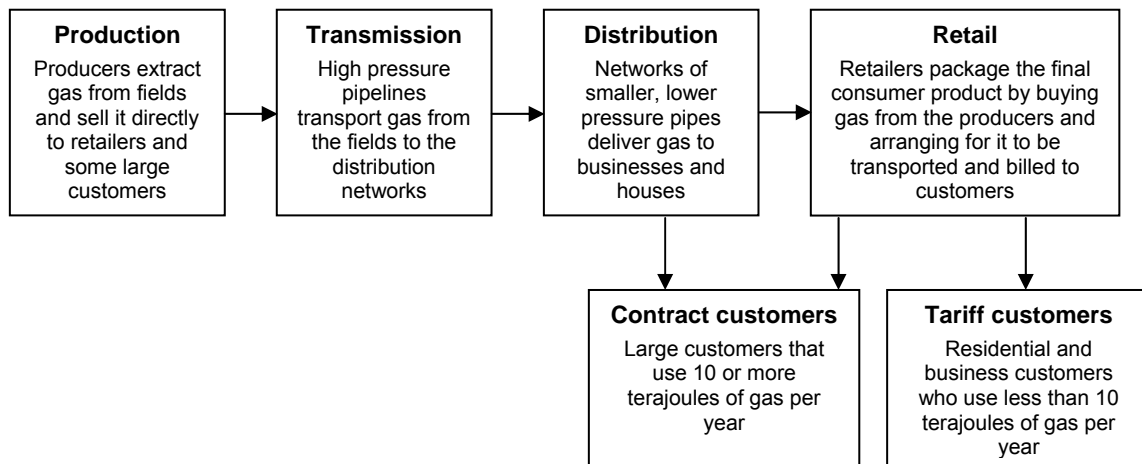 Production
Producers extract
gas from fields
and sell it directly
to retailers and
some large
customers
Transmission
High pressure
pipelines
transport gas from
the fields to the
distribution
networks
Distribution
Networks of
smaller, lower
pressure pipes
deliver gas to
businesses and
houses
Retail
Retailers package the final
consumer product by buying
gas from the producers and
arranging for it to be
transported and billed to
customers
Contract customers
Large customers that
use 10 or more
terajoules of gas per
year
Tariff customers
Residential and
business customers
who use less than 10
terajoules of gas per
year